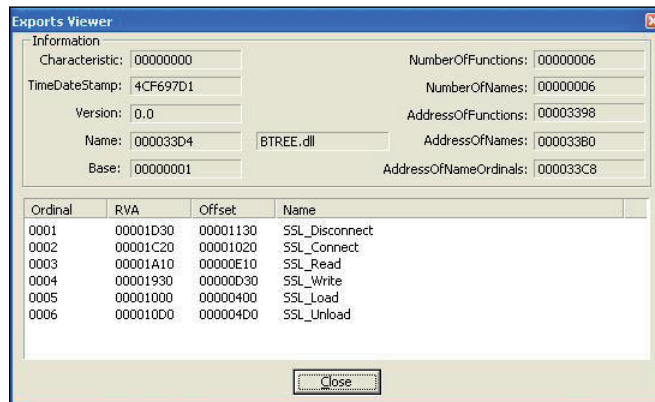 Exports Viewer
Information
Characteristic: 00000000 NumberOfFunctions: 00000006
TimeDateStamp: 4CF697D1 NumberOfNames: 00000006
Version: 0.0 AddressOfFunctions: 00003398
Name: 000033D4 BTREE.dll AddressOfNames: 000033B0
Base: 00000001 AddressOfNameOrdinals: 000033C8
Ordinal RVA Offset Name
0001 00001D30 00001130 SSL_Disconnect
0002 00001C20 00001020 SSL_Connect
0003 00001A10 00000E10 SSL_Read
0004 00001930 00000D30 SSL_Write
0005 00001000 00000400 SSL_Load
0006 000010D0 000004D0 SSL_Unload
Close